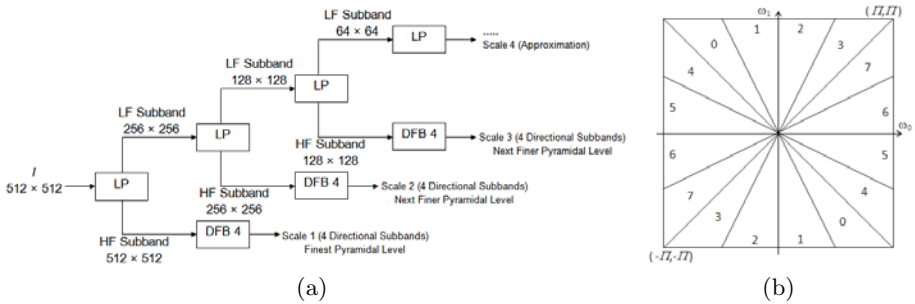 LF Subband
64 × 64
LP
.....
Scale 4 (Approximation)
LF Subband
128 × 128
LP
LF Subband
256 × 256
LP
HF Subband
128 × 128
DFB 4
Scale 3 (4 Directional Subbands)
Next Finer Pyramidal Level
I
512 × 512
LP
HF Subband
256 × 256
DFB 4
Scale 2 (4 Directional Subbands)
Next Finer Pyramidal Level
HF Subband
512 × 512
DFB 4
Scale 1 (4 Directional Subbands)
Finest Pyramidal Level
(a)
ω₁
(Π,Π)
0 1 2 3
4 7
5 6
ω₀
6 5
7 4
3 2 1 0
(-Π,-Π)
(b)